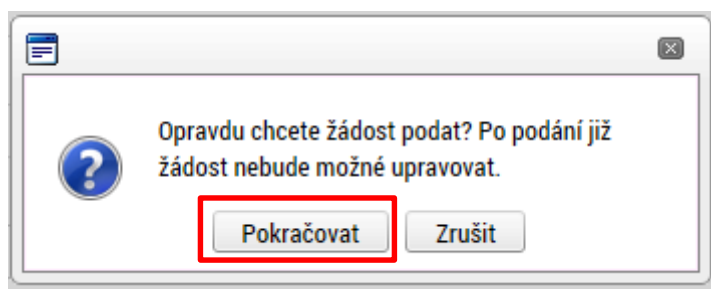 Opravdu chcete žádost podat? Po podání již
žádost nebude možné upravovat.
Pokračovat
Zrušit